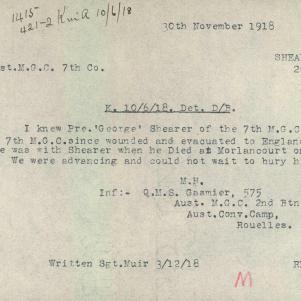 1415
421-2 K in A 10/6/18
30th November 1918
SHEAR
st.M.G.C. 7th Co.
K. 10/6/18. Det. D/B.
I knew Pre.'George' Shearer of the 7th M.G.C
7th M.G.C.since wounded and evacuated to England
e was with Shearer when he Died at Morlancourt on
We were advancing and could not wait to bury hi
M.H.
Inf:- Q.M.S. Gasmier, 575
Aust. M.G.C. 2nd Btn
Aust.Conv.Camp,
Rouelles.
Written Sgt.Muir 3/12/18
M